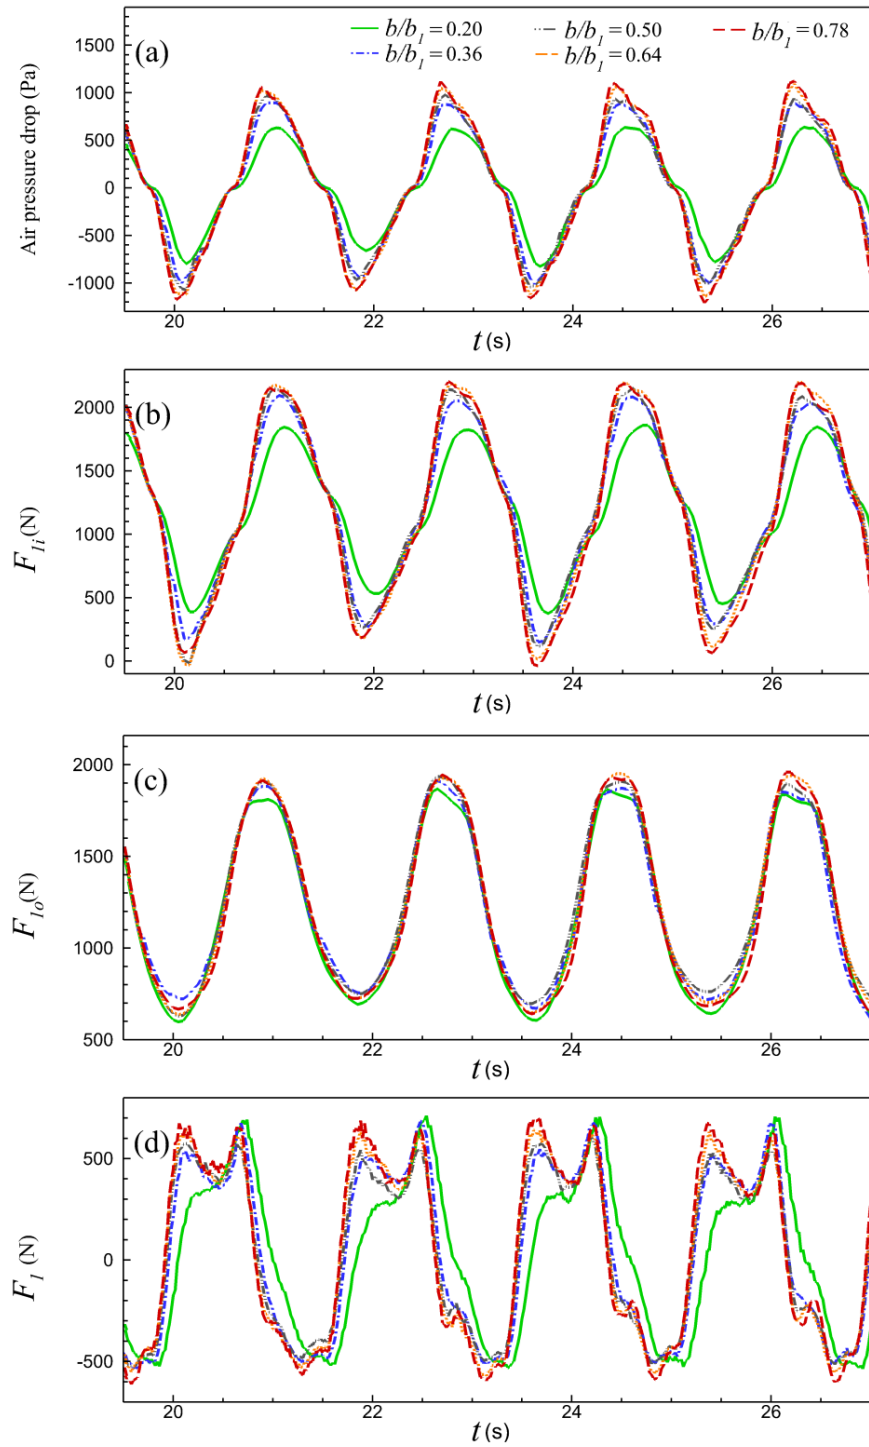 (a)
b/b₁ = 0.20
b/b₁ = 0.50
b/b₁ = 0.78
b/b₁ = 0.36
b/b₁ = 0.64
Air pressure drop (Pa)
1500
1000
500
0
-500
-1000
20
22
24
26
t (s)
(b)
F₁ᵢ (N)
2000
1500
1000
500
0
20
22
24
26
t (s)
(c)
F₁ₒ (N)
2000
1500
1000
500
20
22
24
26
t (s)
(d)
F₁ (N)
500
0
-500
20
22
24
26
t (s)